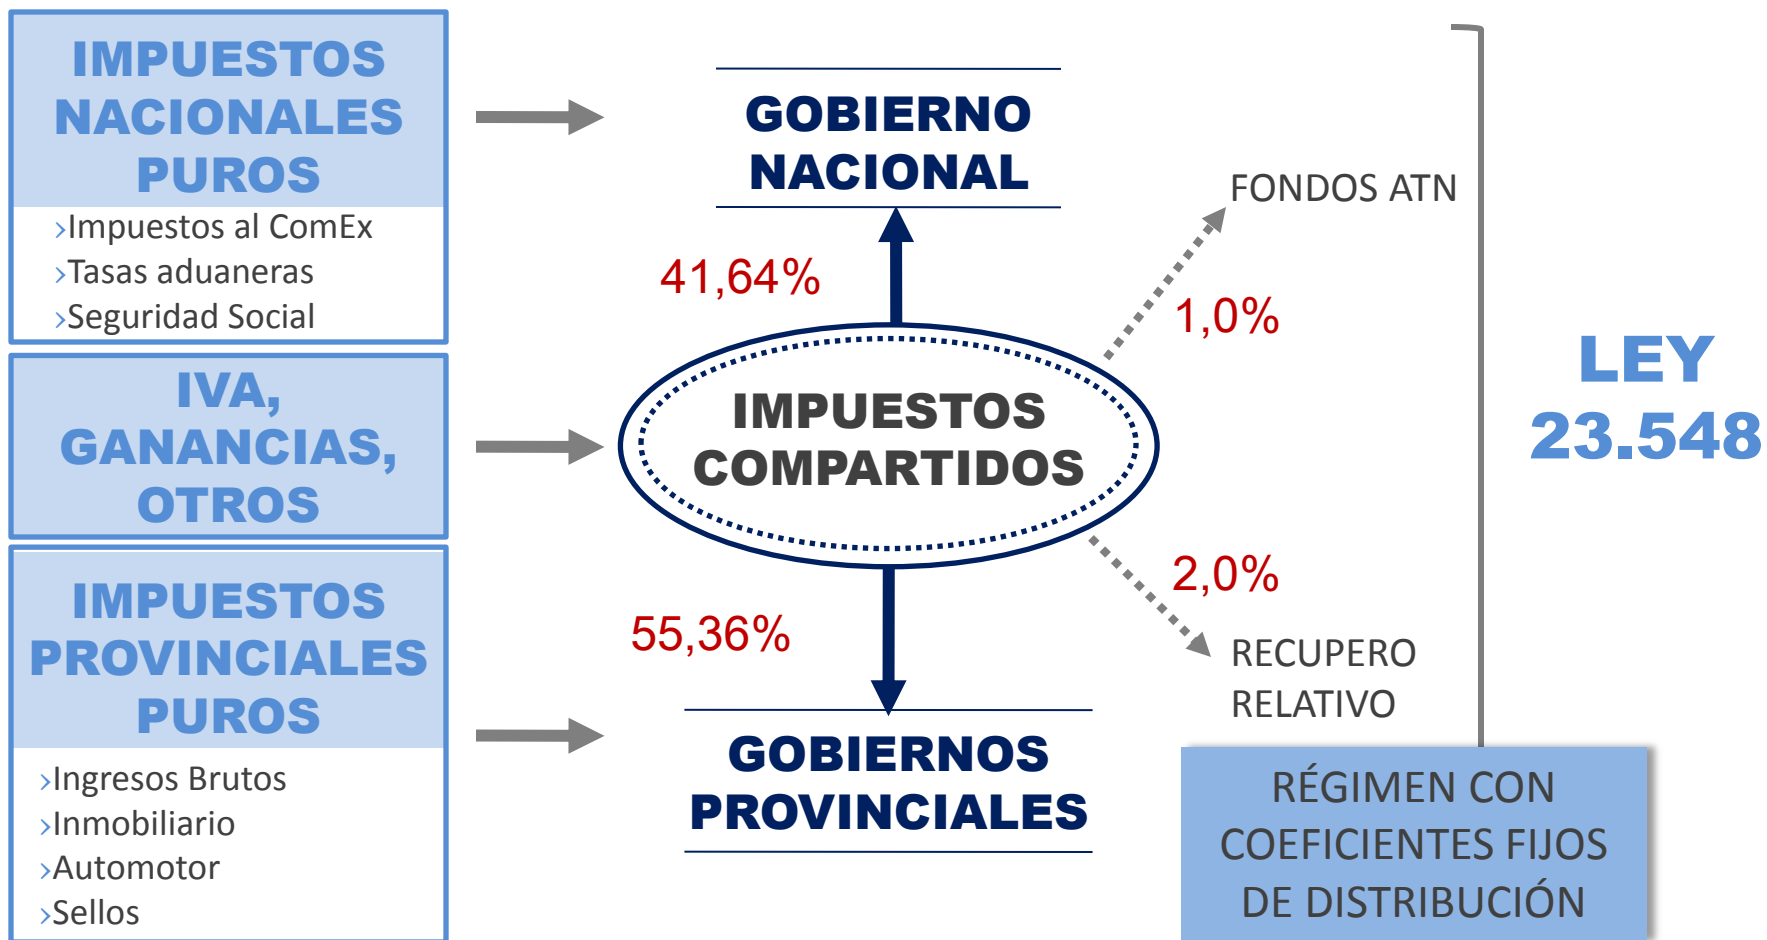 IMPUESTOS
NACIONALES
PUROS
›Impuestos al ComEx
›Tasas aduaneras
›Seguridad Social
IVA,
GANANCIAS,
OTROS
IMPUESTOS
PROVINCIALES
PUROS
›Ingresos Brutos
›Inmobiliario
›Automotor
›Sellos
GOBIERNO
NACIONAL
41,64%
IMPUESTOS
COMPARTIDOS
55,36%
GOBIERNOS
PROVINCIALES
FONDOS ATN
1,0%
2,0%
RECUPERO
RELATIVO
LEY
23.548
RÉGIMEN CON
COEFICIENTES FIJOS
DE DISTRIBUCIÓN